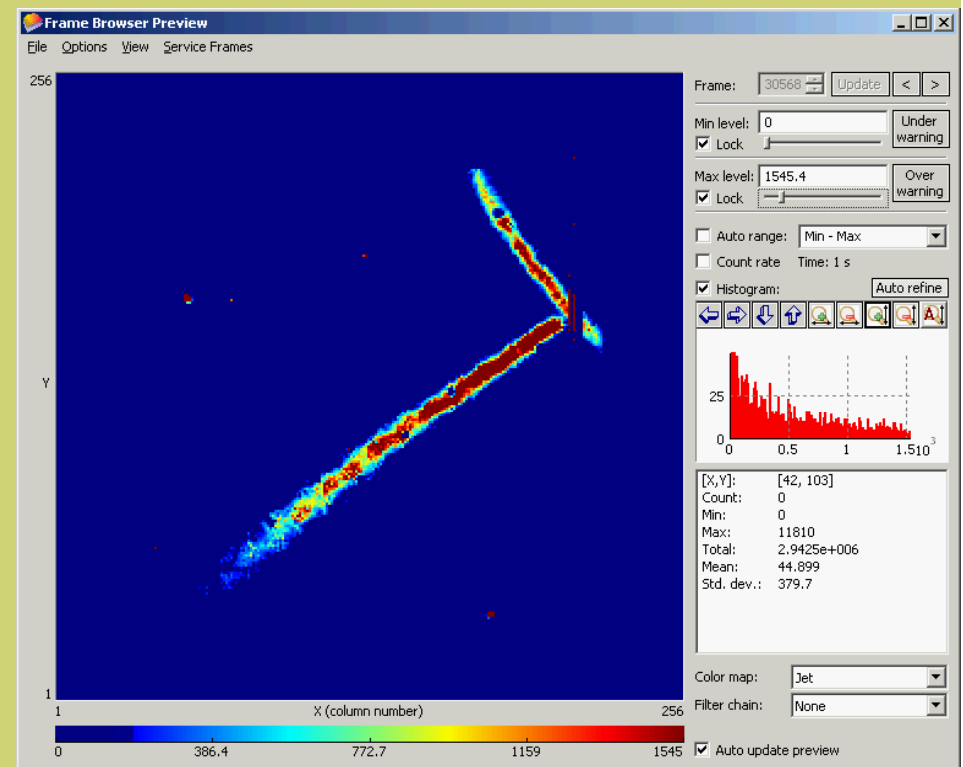 Frame Browser Preview
File Options View Service Frames
256
Y
1
1 X (column number) 256
0 386.4 772.7 1159 1545
Frame: 30568 Update < >
Min level: 0 Under warning
Lock
Max level: 1545.4 Over warning
Lock
Auto range: Min - Max
Count rate Time: 1 s
Histogram: Auto refine
A
25
0
0 0.5 1 1.510 3
[X,Y]: [42, 103]
Count: 0
Min: 0
Max: 11810
Total: 2.9425e+006
Mean: 44.899
Std. dev.: 379.7
Color map: Jet
Filter chain: None
Auto update preview